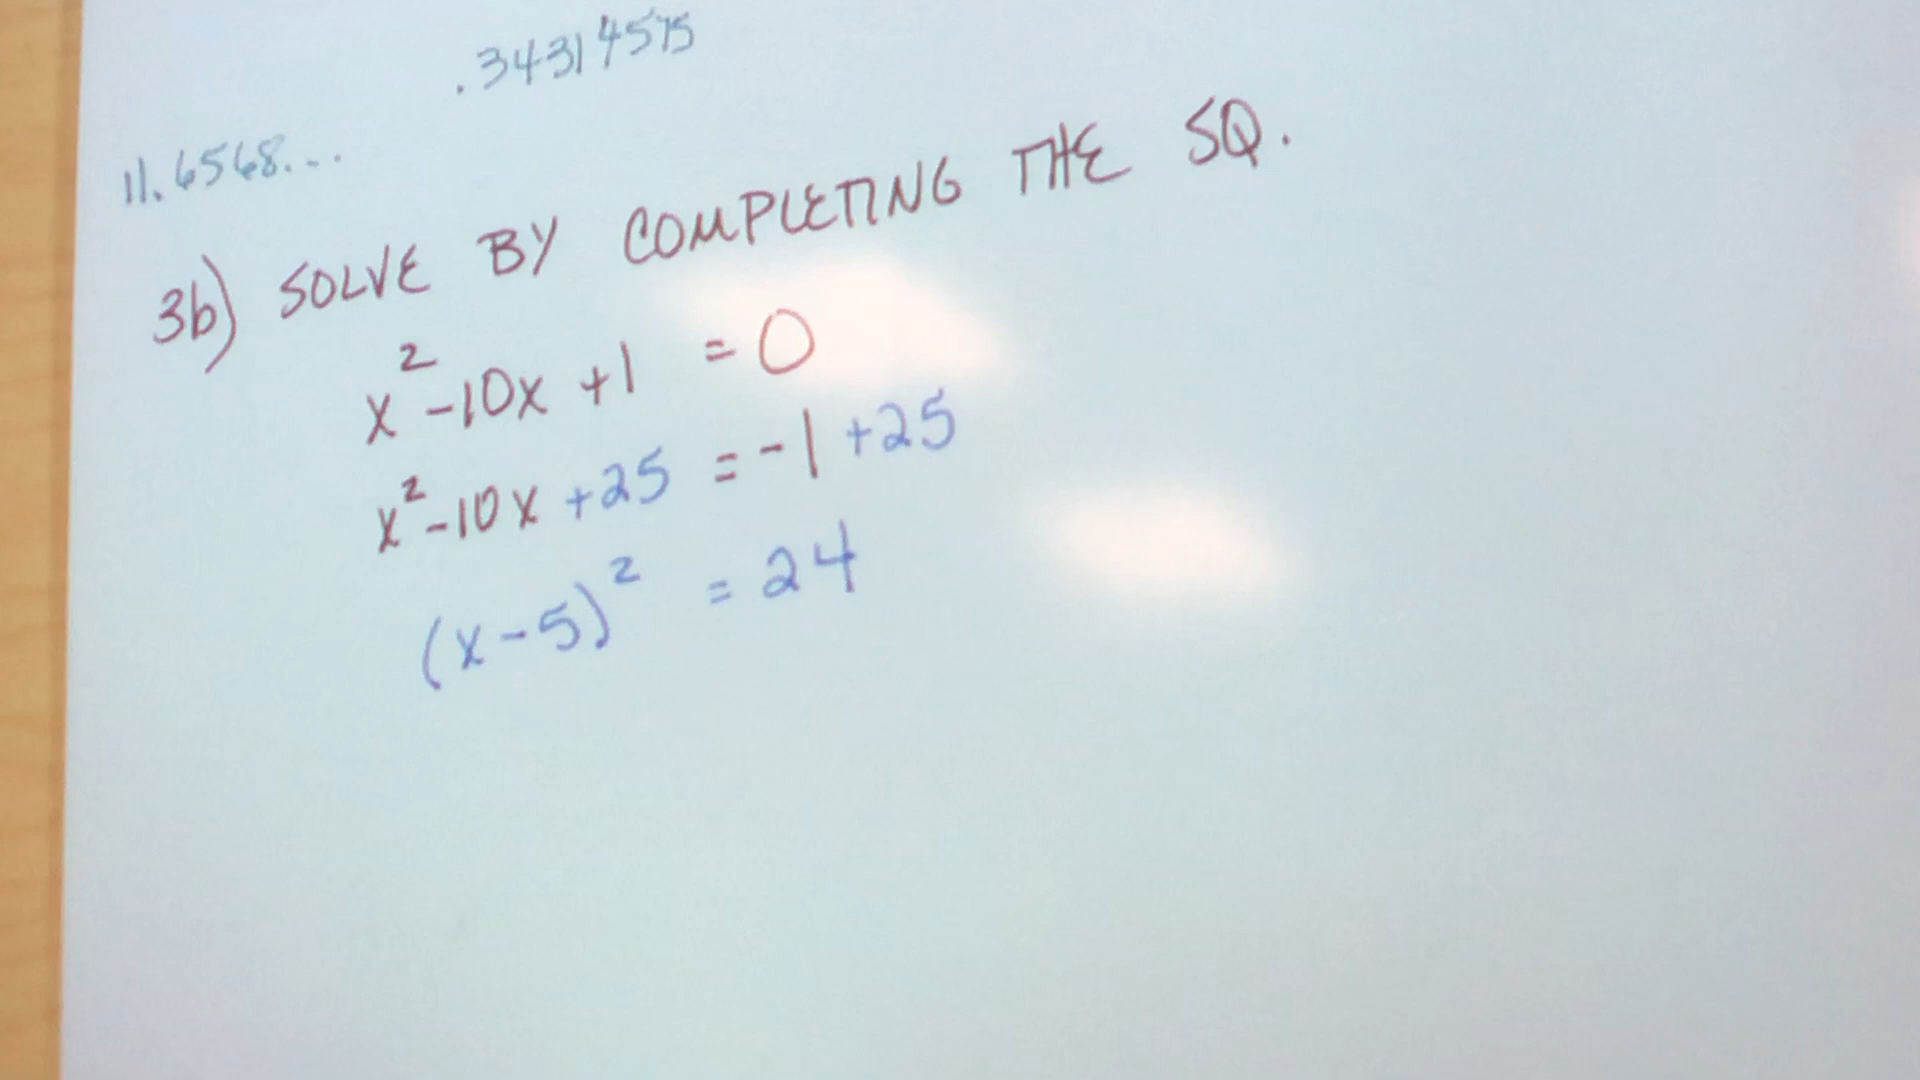 .34314575
11.6568...
3b) SOLVE BY COMPLETING THE SQ.
x²-10x +1 = 0
x²-10x +25 = -1 +25
(x-5)² = 24